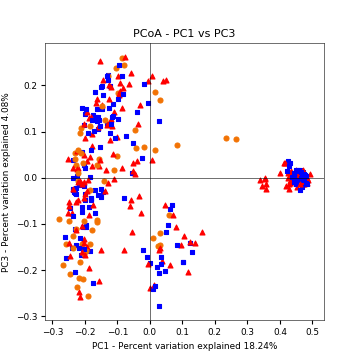 PCoA - PC1 vs PC3
PC3 - Percent variation explained 4.08%
0.2
0.1
0.0
−0.1
−0.2
−0.3
−0.3 −0.2 −0.1 0.0 0.1 0.2 0.3 0.4 0.5
PC1 - Percent variation explained 18.24%